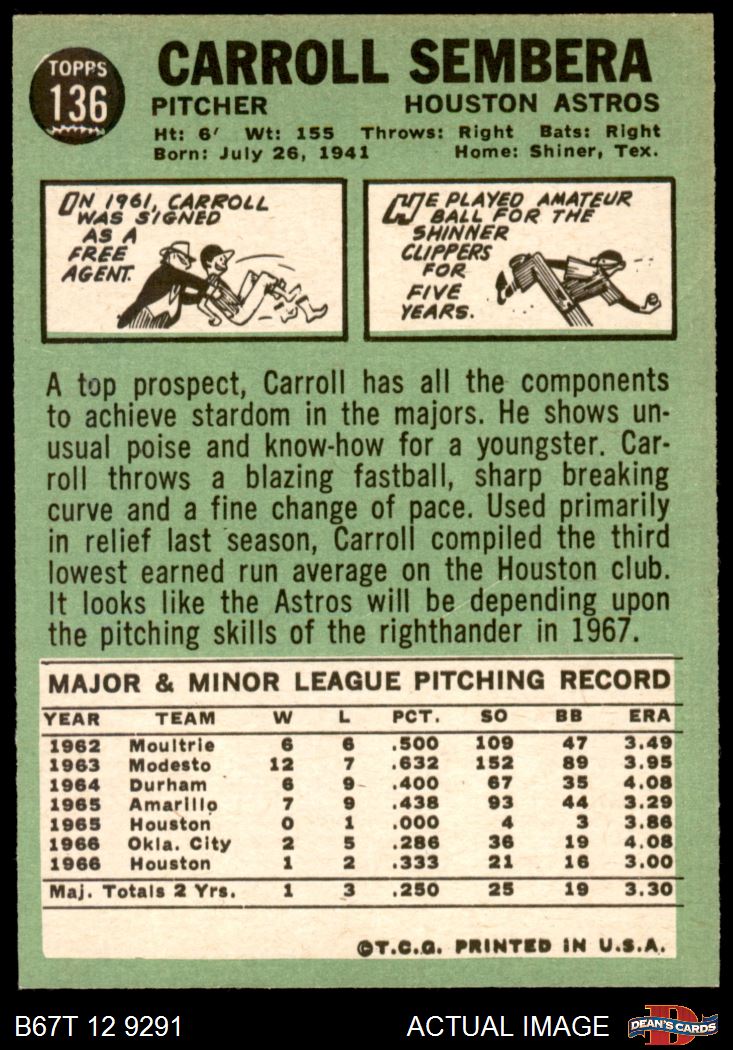 TOPPS
136
CARROLL SEMBERA
PITCHER HOUSTON ASTROS
Ht: 6' Wt: 155 Throws: Right Bats: Right
Born: July 26, 1941 Home: Shiner, Tex.
IN 1961, CARROLL
WAS SIGNED
AS A
FREE
AGENT.
HE PLAYED AMATEUR
BALL FOR THE
SHINNER
CLIPPERS
FOR
FIVE
YEARS.
A top prospect, Carroll has all the components
to achieve stardom in the majors. He shows un-
usual poise and know-how for a youngster. Car-
roll throws a blazing fastball, sharp breaking
curve and a fine change of pace. Used primarily
in relief last season, Carroll compiled the third
lowest earned run average on the Houston club.
It looks like the Astros will be depending upon
the pitching skills of the righthander in 1967.
MAJOR & MINOR LEAGUE PITCHING RECORD
YEAR TEAM W L PCT. SO BB ERA
1962 Moultrie 6 6 .500 109 47 3.49
1963 Modesto 12 7 .632 152 89 3.95
1964 Durham 6 9 .400 67 35 4.08
1965 Amarillo 7 9 .438 93 44 3.29
1965 Houston 0 1 .000 4 3 3.86
1966 Okla. City 2 5 .286 36 19 4.08
1966 Houston 1 2 .333 21 16 3.00
Maj. Totals 2 Yrs. 1 3 .250 25 19 3.30
©T.C.G. PRINTED IN U.S.A.
B67T 12 9291 ACTUAL IMAGE DEAN'S CARDS